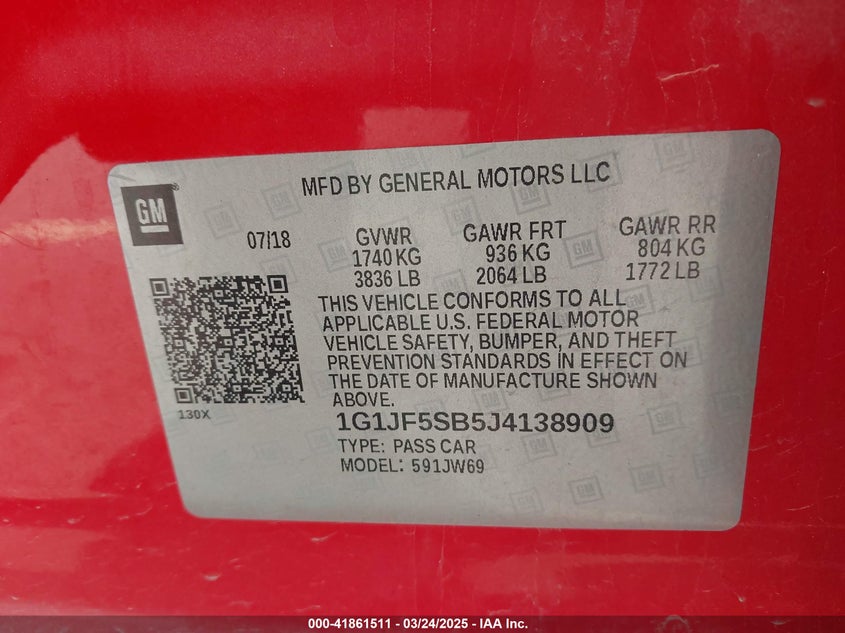 MFD BY GENERAL MOTORS LLC
GM
07/18
GVWR
1740 KG
3836 LB
GAWR FRT
936 KG
2064 LB
GAWR RR
804 KG
1772 LB
THIS VEHICLE CONFORMS TO ALL
APPLICABLE U.S. FEDERAL MOTOR
VEHICLE SAFETY, BUMPER, AND THEFT
PREVENTION STANDARDS IN EFFECT ON
THE DATE OF MANUFACTURE SHOWN
ABOVE.
130X
1G1JF5SB5J4138909
TYPE: PASS CAR
MODEL: 591JW69
000-41861511 - 03/24/2025 - IAA Inc.